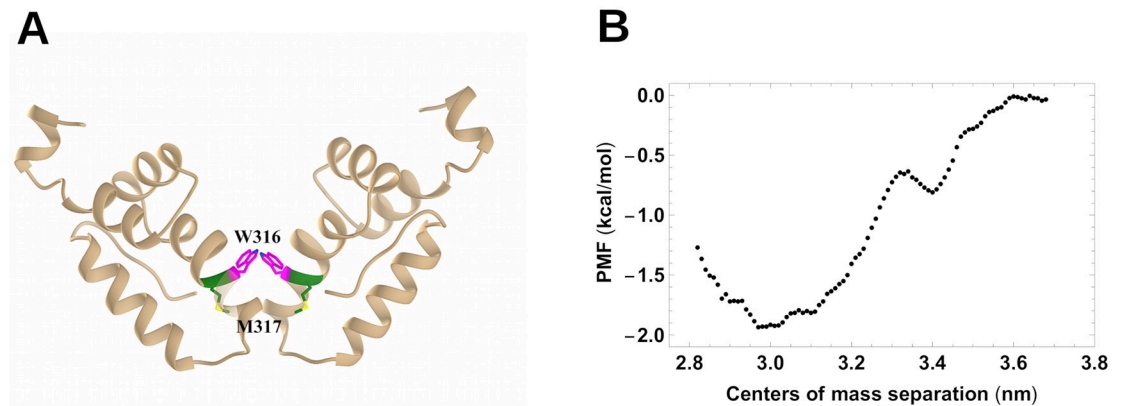 A
W316
M317
B
PMF (kcal/mol)
0.0
−0.5
−1.0
−1.5
−2.0
2.8 3.0 3.2 3.4 3.6 3.8
Centers of mass separation (nm)